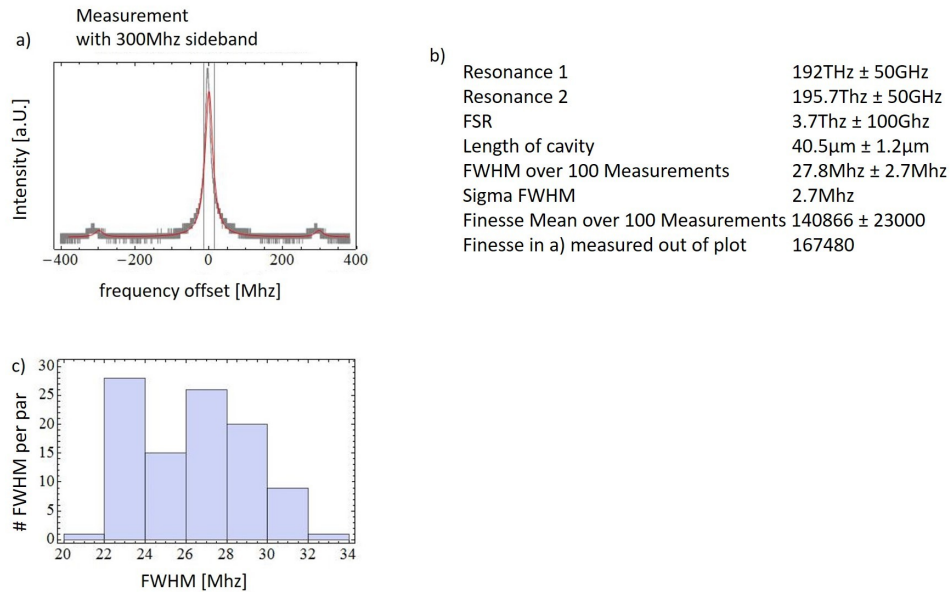 Measurement
with 300Mhz sideband
a)
Intensity [a.U.]
−400 −200 0 200 400
frequency offset [Mhz]
b)
Resonance 1 192THz ± 50GHz
Resonance 2 195.7Thz ± 50GHz
FSR 3.7Thz ± 100Ghz
Length of cavity 40.5µm ± 1.2µm
FWHM over 100 Measurements 27.8Mhz ± 2.7Mhz
Sigma FWHM 2.7Mhz
Finesse Mean over 100 Measurements 140866 ± 23000
Finesse in a) measured out of plot 167480
c)
# FWHM per par
30
25
20
15
10
5
0
20 22 24 26 28 30 32 34
FWHM [Mhz]